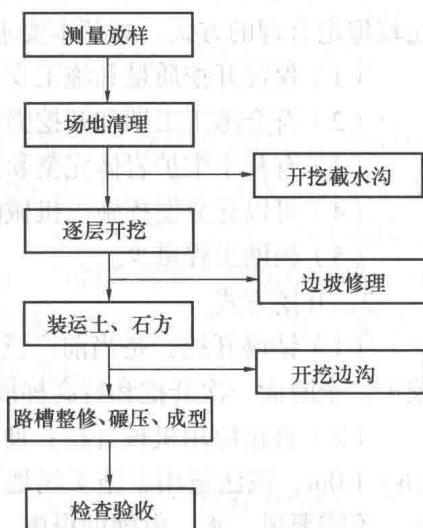 测量放样
场地清理
开挖截水沟
逐层开挖
边坡修理
装运土、石方
开挖边沟
路槽整修、碾压、成型
检查验收